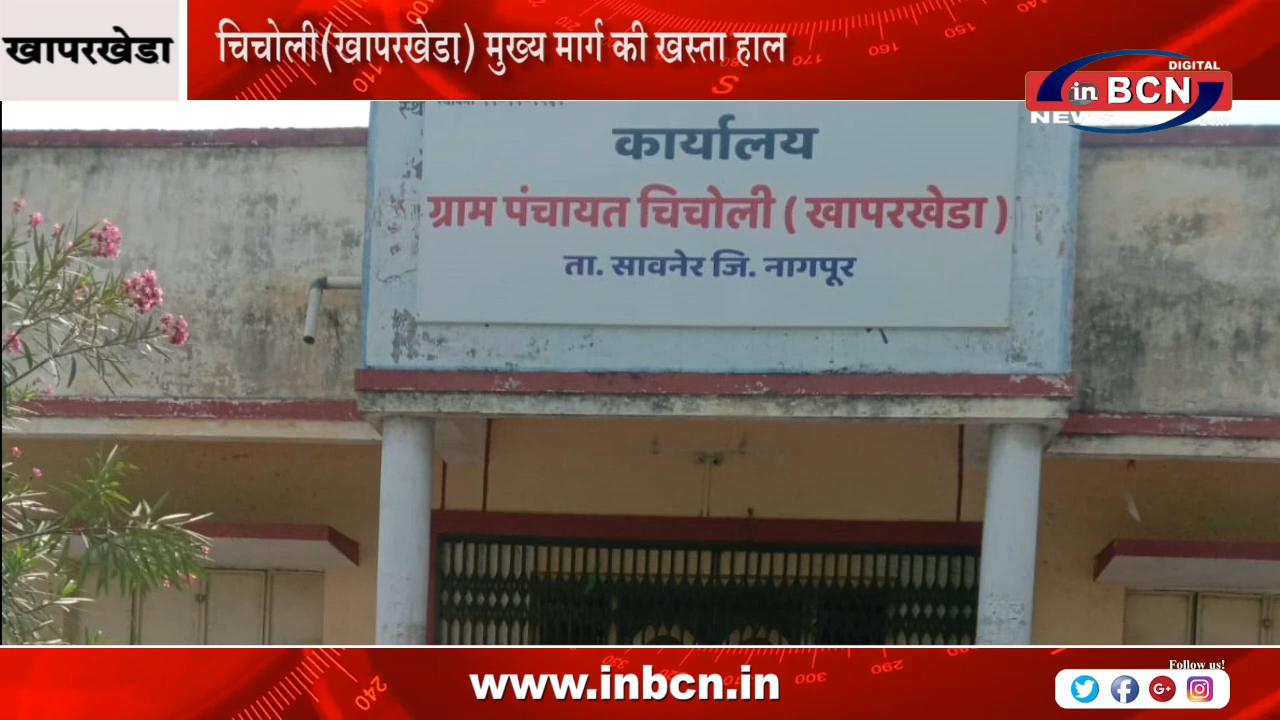 खापरखेडा
चिचोली(खापरखेडा) मुख्य मार्ग की खस्ता हाल
DIGITAL
in BCN
NEWS
कार्यालय
ग्राम पंचायत चिचोली ( खापरखेडा )
ता. सावनेर जि. नागपूर
www.inbcn.in
Follow us!